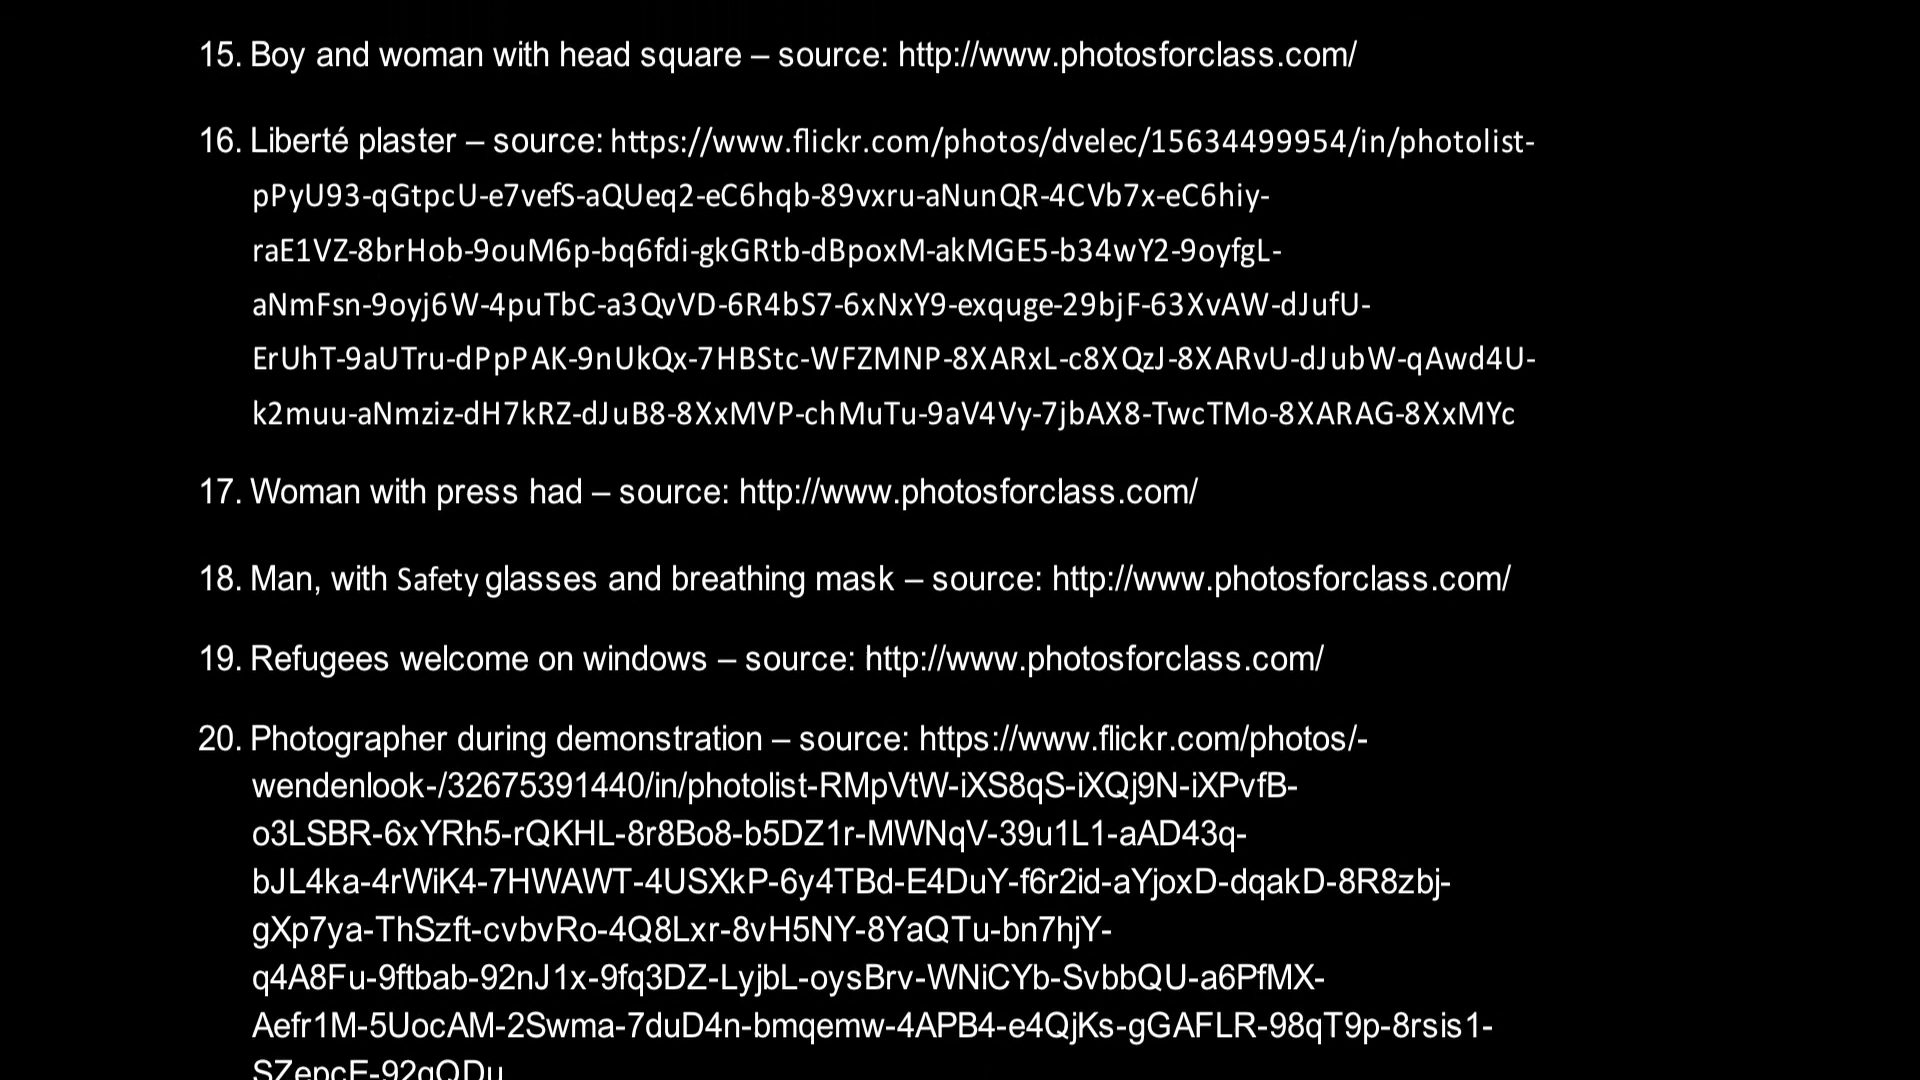 15. Boy and woman with head square – source: http://www.photosforclass.com/
16. Liberté plaster – source: https://www.flickr.com/photos/dvelec/15634499954/in/photolist-
pPyU93-qGtpcU-e7vefS-aQUeq2-eC6hqb-89vxru-aNunQR-4CVb7x-eC6hiy-
raE1VZ-8brHob-9ouM6p-bq6fdi-gkGRtb-dBpoxM-akMGE5-b34wY2-9oyfgL-
aNmFsn-9oyj6W-4puTbC-a3QvVD-6R4bS7-6xNxY9-exquge-29bjF-63XvAW-dJufU-
ErUhT-9aUTru-dPpPAK-9nUkQx-7HBStc-WFZMNP-8XARxL-c8XQzJ-8XARvU-dJubW-qAwd4U-
k2muu-aNmziz-dH7kRZ-dJuB8-8XxMVP-chMuTu-9aV4Vy-7jbAX8-TwcTMo-8XARAG-8XxMYc
17. Woman with press had – source: http://www.photosforclass.com/
18. Man, with Safety glasses and breathing mask – source: http://www.photosforclass.com/
19. Refugees welcome on windows – source: http://www.photosforclass.com/
20. Photographer during demonstration – source: https://www.flickr.com/photos/-
wendenlook-/32675391440/in/photolist-RMpVtW-iXS8qS-iXQj9N-iXPvfB-
o3LSBR-6xYRh5-rQKHL-8r8Bo8-b5DZ1r-MWNqV-39u1L1-aAD43q-
bJL4ka-4rWiK4-7HWAWT-4USXkP-6y4TBd-E4DuY-f6r2id-aYjoxD-dqakD-8R8zbj-
gXp7ya-ThSzft-cvbvRo-4Q8Lxr-8vH5NY-8YaQTu-bn7hjY-
q4A8Fu-9ftbab-92nJ1x-9fq3DZ-LyjbL-oysBrv-WNiCYb-SvbbQU-a6PfMX-
Aefr1M-5UocAM-2Swma-7duD4n-bmqemw-4APB4-e4QjKs-gGAFLR-98qT9p-8rsis1-